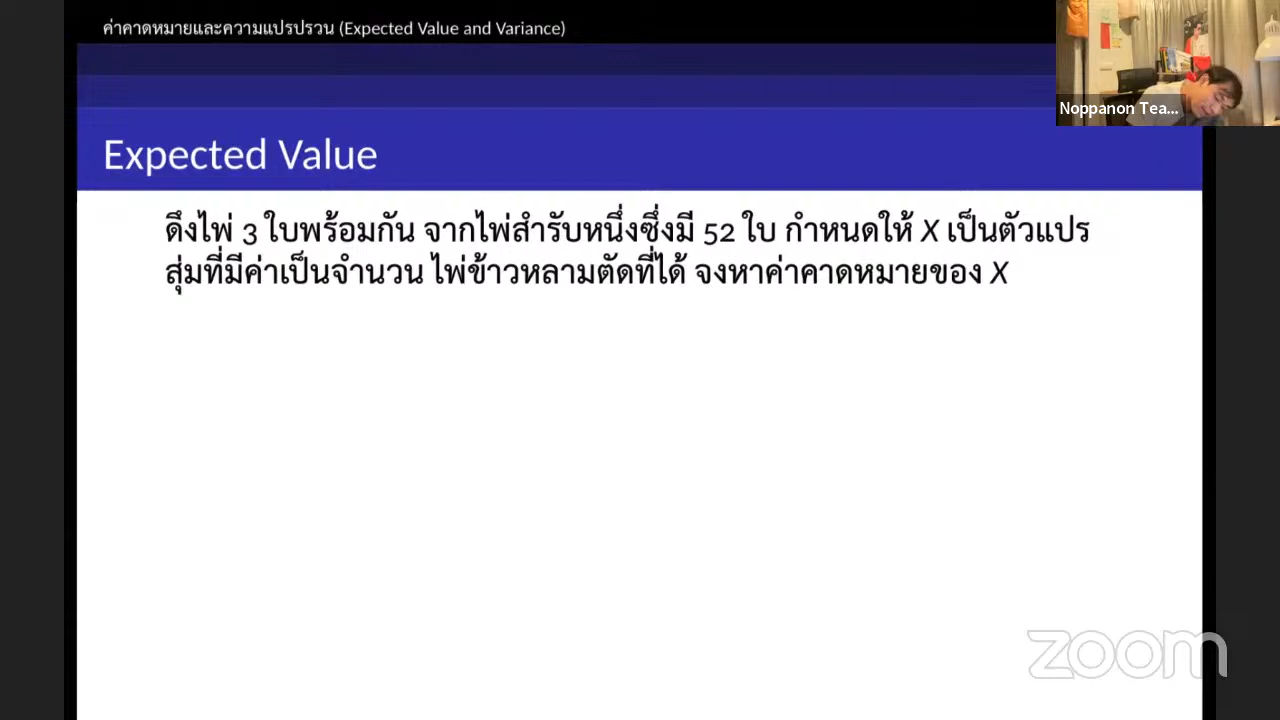 ค่าคาดหมายและความแปรปรวน (Expected Value and Variance)
Noppanon Tea...
Expected Value
ดึงไพ่ 3 ใบพร้อมกัน จากไพ่สำรับหนึ่งซึ่งมี 52 ใบ กำหนดให้ X เป็นตัวแปร
สุ่มที่มีค่าเป็นจำนวน ไพ่ข้าวหลามตัดที่ได้ จงหาค่าคาดหมายของ X
zoom